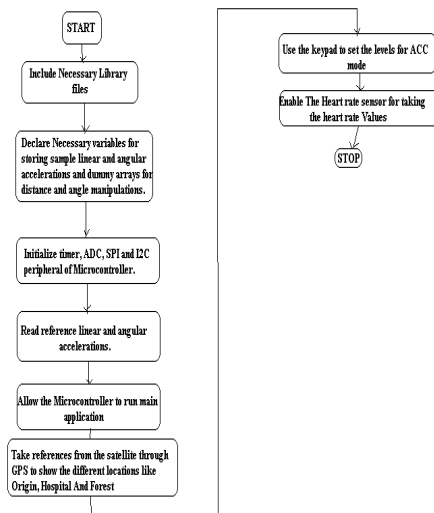 START
Include Necessary Library
files
Declare Necessary variables for
storing sample linear and angular
accelerations and dummy arrays for
distance and angle manipulations.
Initialize timer, ADC, SPI and I2C
peripheral of Microcontroller.
Read reference linear and angular
accelerations.
Allow the Microcontroller to run main
application
Take references from the satellite through
GPS to show the different locations like
Origin, Hospital And Forest
Use the keypad to set the levels for ACC
mode
Enable The Heart rate sensor for taking
the heart rate Values
STOP